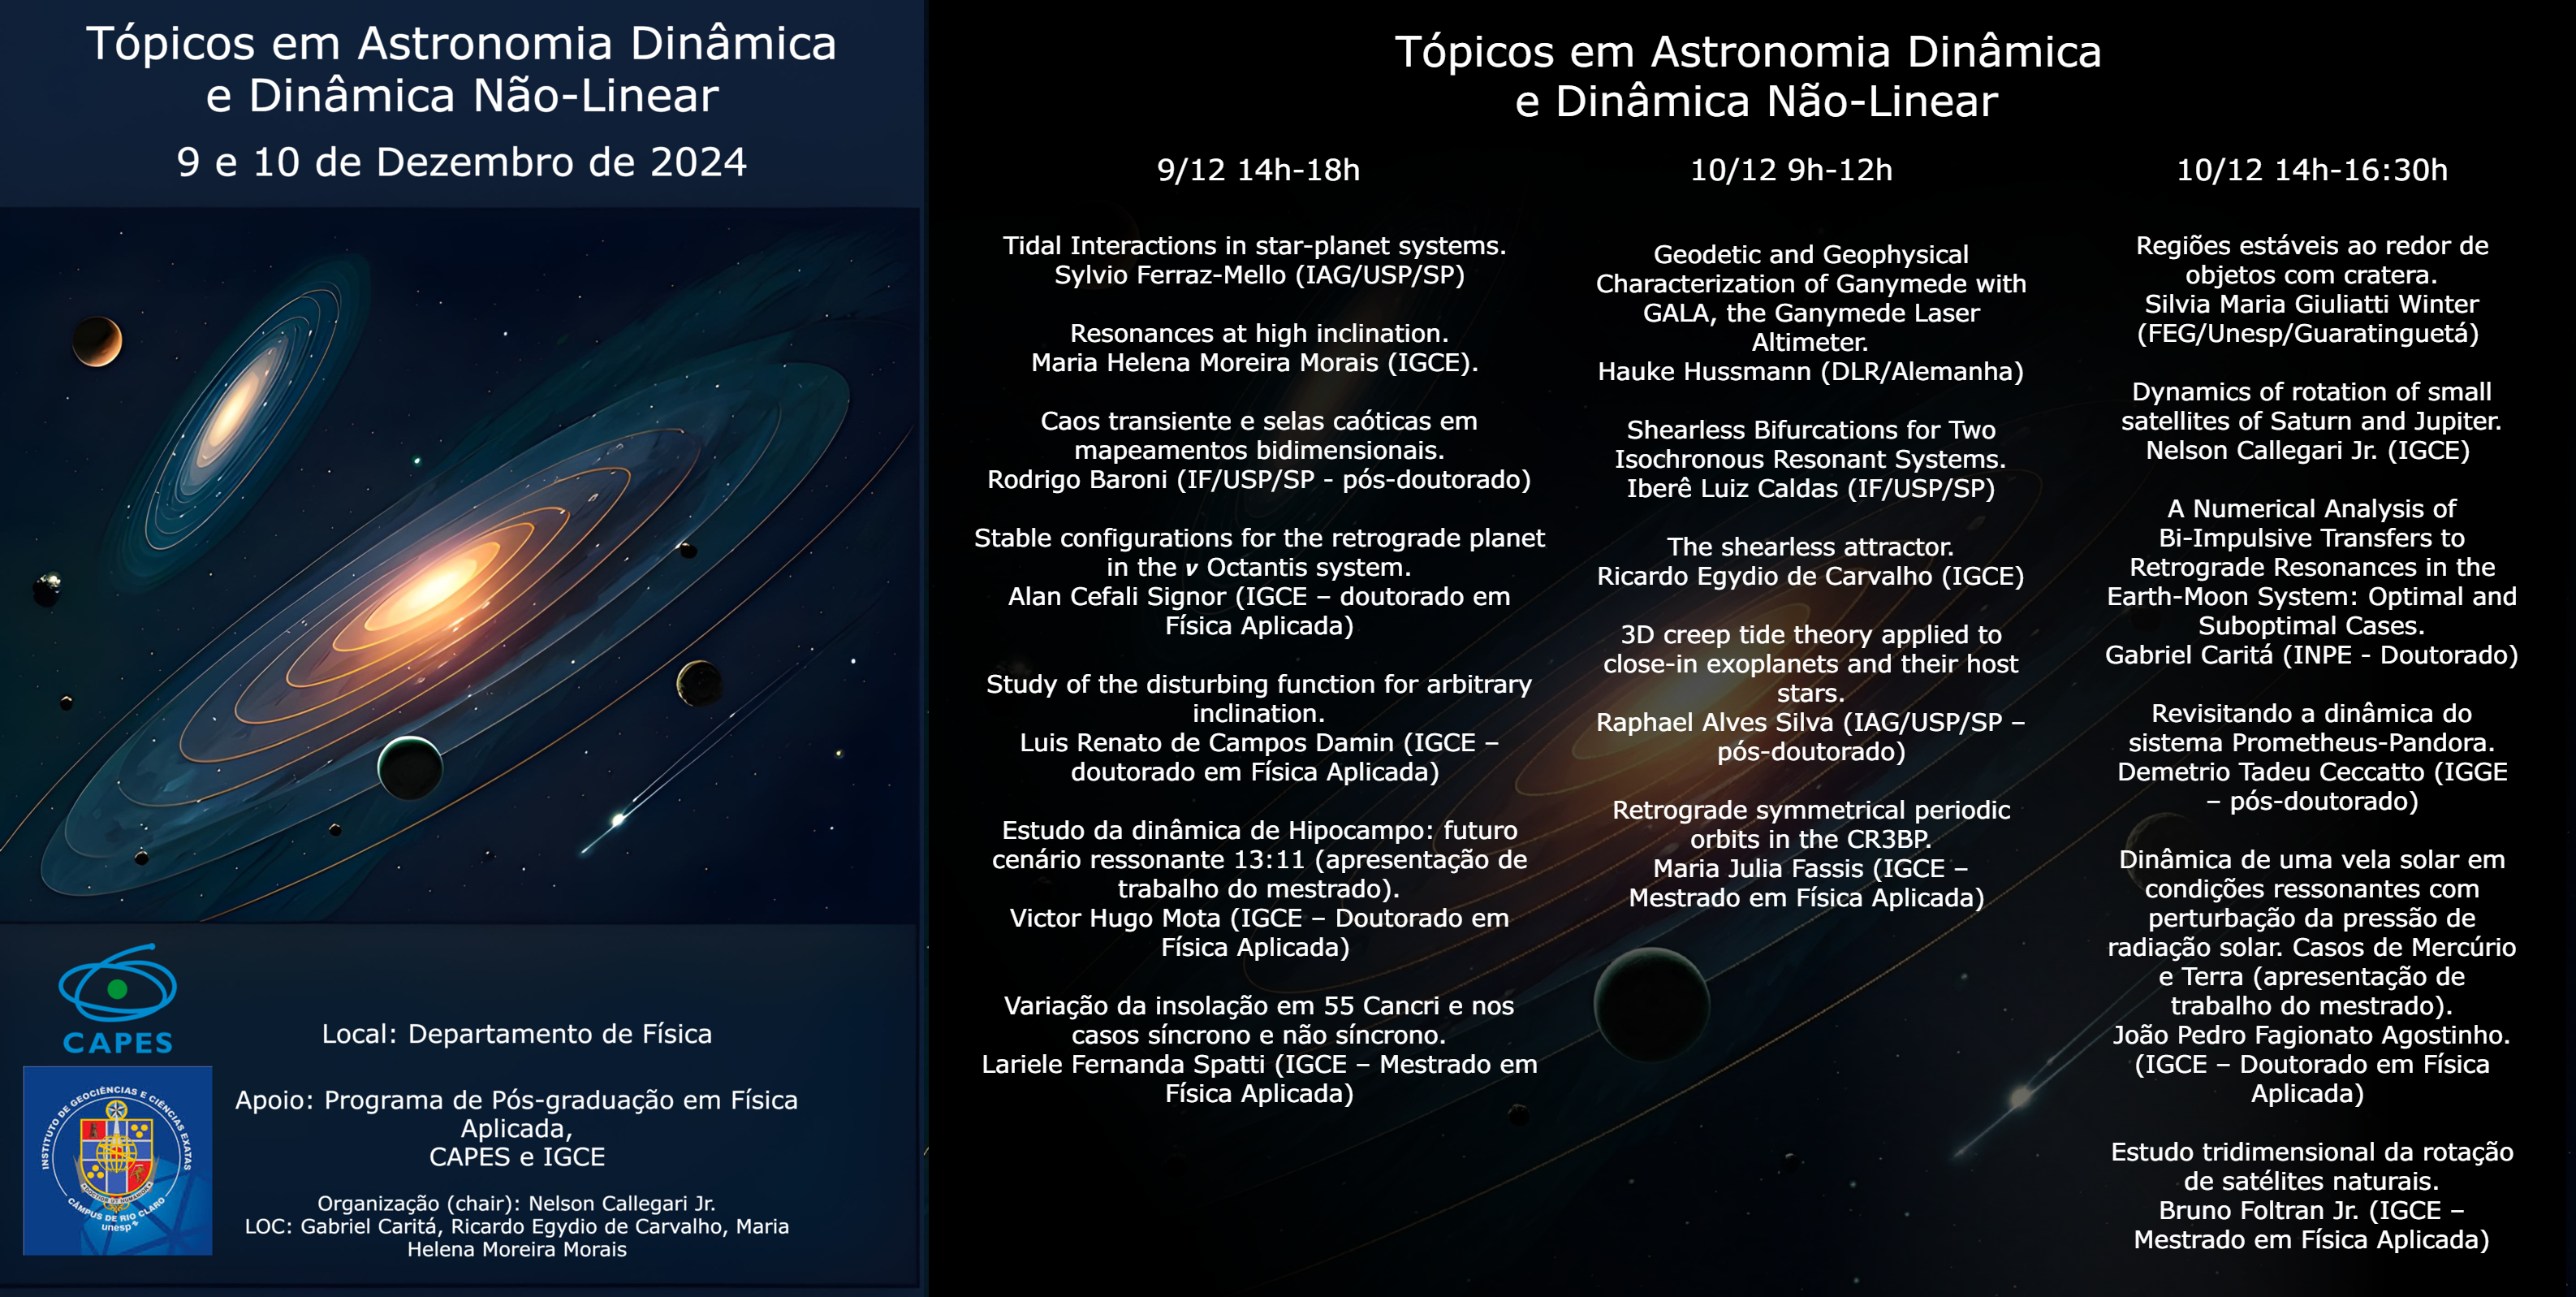 Tópicos em Astronomia Dinâmica
e Dinâmica Não-Linear
9 e 10 de Dezembro de 2024
CAPES
INSTITUTO DE GEOCIÊNCIAS E CIÊNCIAS EXATAS
CÂMPUS DE RIO CLARO
unesp
Local: Departamento de Física
Apoio: Programa de Pós-graduação em Física
Aplicada,
CAPES e IGCE
Organização (chair): Nelson Callegari Jr.
LOC: Gabriel Caritá, Ricardo Egydio de Carvalho, Maria
Helena Moreira Morais
Tópicos em Astronomia Dinâmica
e Dinâmica Não-Linear
9/12 14h-18h
Tidal Interactions in star-planet systems.
Sylvio Ferraz-Mello (IAG/USP/SP)
Resonances at high inclination.
Maria Helena Moreira Morais (IGCE).
Caos transiente e selas caóticas em
mapeamentos bidimensionais.
Rodrigo Baroni (IF/USP/SP - pós-doutorado)
Stable configurations for the retrograde planet
in the ν Octantis system.
Alan Cefali Signor (IGCE – doutorado em
Física Aplicada)
Study of the disturbing function for arbitrary
inclination.
Luis Renato de Campos Damin (IGCE –
doutorado em Física Aplicada)
Estudo da dinâmica de Hipocampo: futuro
cenário ressonante 13:11 (apresentação de
trabalho do mestrado).
Victor Hugo Mota (IGCE – Doutorado em
Física Aplicada)
Variação da insolação em 55 Cancri e nos
casos síncrono e não síncrono.
Lariele Fernanda Spatti (IGCE – Mestrado em
Física Aplicada)
10/12 9h-12h
Geodetic and Geophysical
Characterization of Ganymede with
GALA, the Ganymede Laser
Altimeter.
Hauke Hussmann (DLR/Alemanha)
Shearless Bifurcations for Two
Isochronous Resonant Systems.
Iberê Luiz Caldas (IF/USP/SP)
The shearless attractor.
Ricardo Egydio de Carvalho (IGCE)
3D creep tide theory applied to
close-in exoplanets and their host
stars.
Raphael Alves Silva (IAG/USP/SP –
pós-doutorado)
Retrograde symmetrical periodic
orbits in the CR3BP.
Maria Julia Fassis (IGCE –
Mestrado em Física Aplicada)
10/12 14h-16:30h
Regiões estáveis ao redor de
objetos com cratera.
Silvia Maria Giuliatti Winter
(FEG/Unesp/Guaratinguetá)
Dynamics of rotation of small
satellites of Saturn and Jupiter.
Nelson Callegari Jr. (IGCE)
A Numerical Analysis of
Bi-Impulsive Transfers to
Retrograde Resonances in the
Earth-Moon System: Optimal and
Suboptimal Cases.
Gabriel Caritá (INPE - Doutorado)
Revisitando a dinâmica do
sistema Prometheus-Pandora.
Demetrio Tadeu Ceccatto (IGGE
– pós-doutorado)
Dinâmica de uma vela solar em
condições ressonantes com
perturbação da pressão de
radiação solar. Casos de Mercúrio
e Terra (apresentação de
trabalho do mestrado).
João Pedro Fagionato Agostinho.
(IGCE – Doutorado em Física
Aplicada)
Estudo tridimensional da rotação
de satélites naturais.
Bruno Foltran Jr. (IGCE –
Mestrado em Física Aplicada)